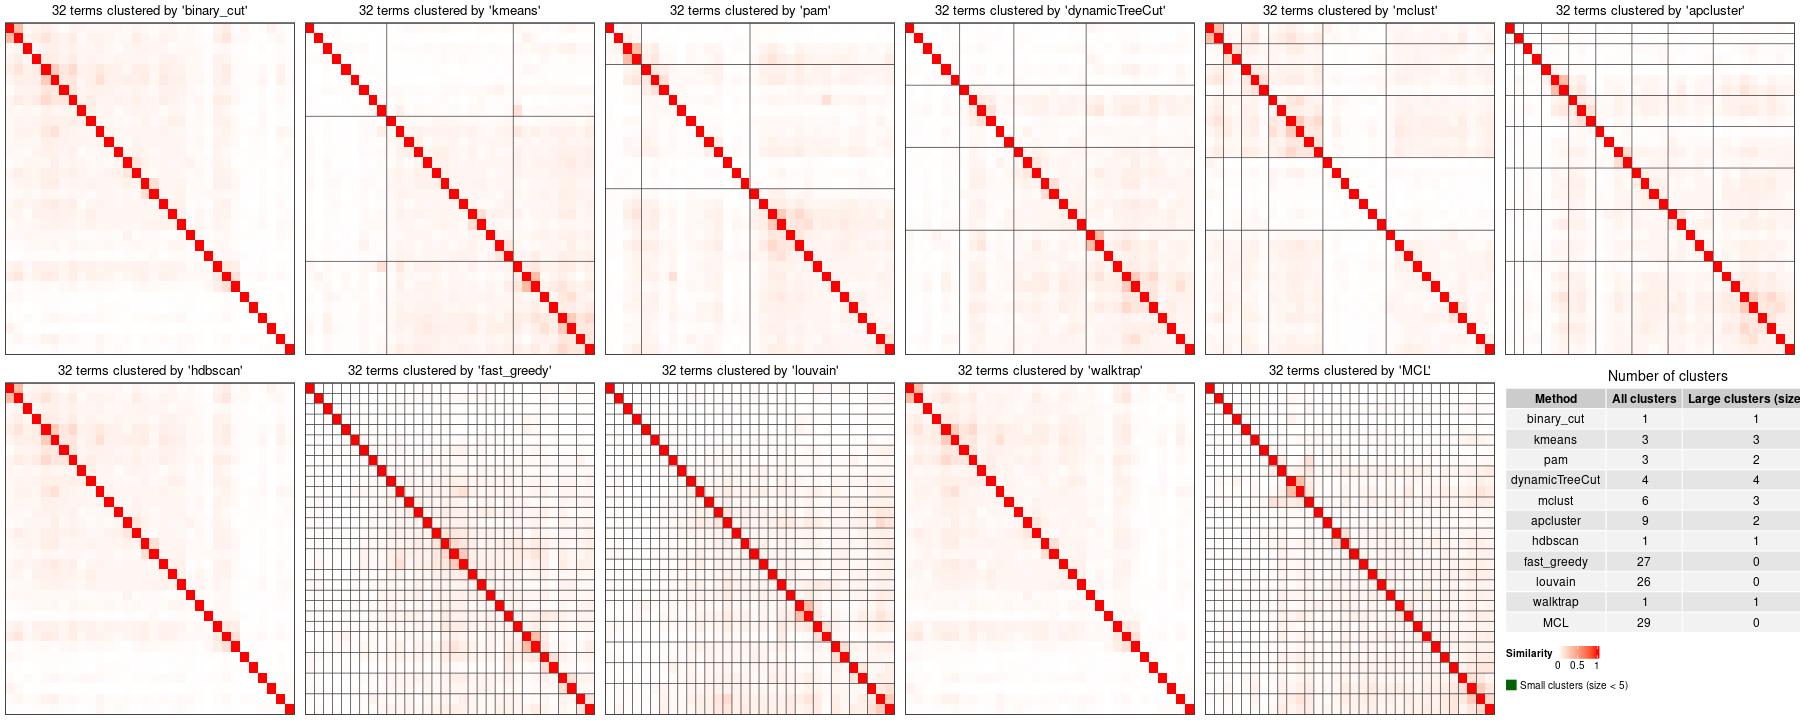 32 terms clustered by 'binary_cut'
32 terms clustered by 'kmeans'
32 terms clustered by 'pam'
32 terms clustered by 'dynamicTreeCut'
32 terms clustered by 'mclust'
32 terms clustered by 'apcluster'
32 terms clustered by 'hdbscan'
32 terms clustered by 'fast_greedy'
32 terms clustered by 'louvain'
32 terms clustered by 'walktrap'
32 terms clustered by 'MCL'
Number of clusters
Method All clusters Large clusters (size
binary_cut 1 1
kmeans 3 3
pam 3 2
dynamicTreeCut 4 4
mclust 6 3
apcluster 9 2
hdbscan 1 1
fast_greedy 27 0
louvain 26 0
walktrap 1 1
MCL 29 0
Similarity
0 0.5 1
Small clusters (size < 5)